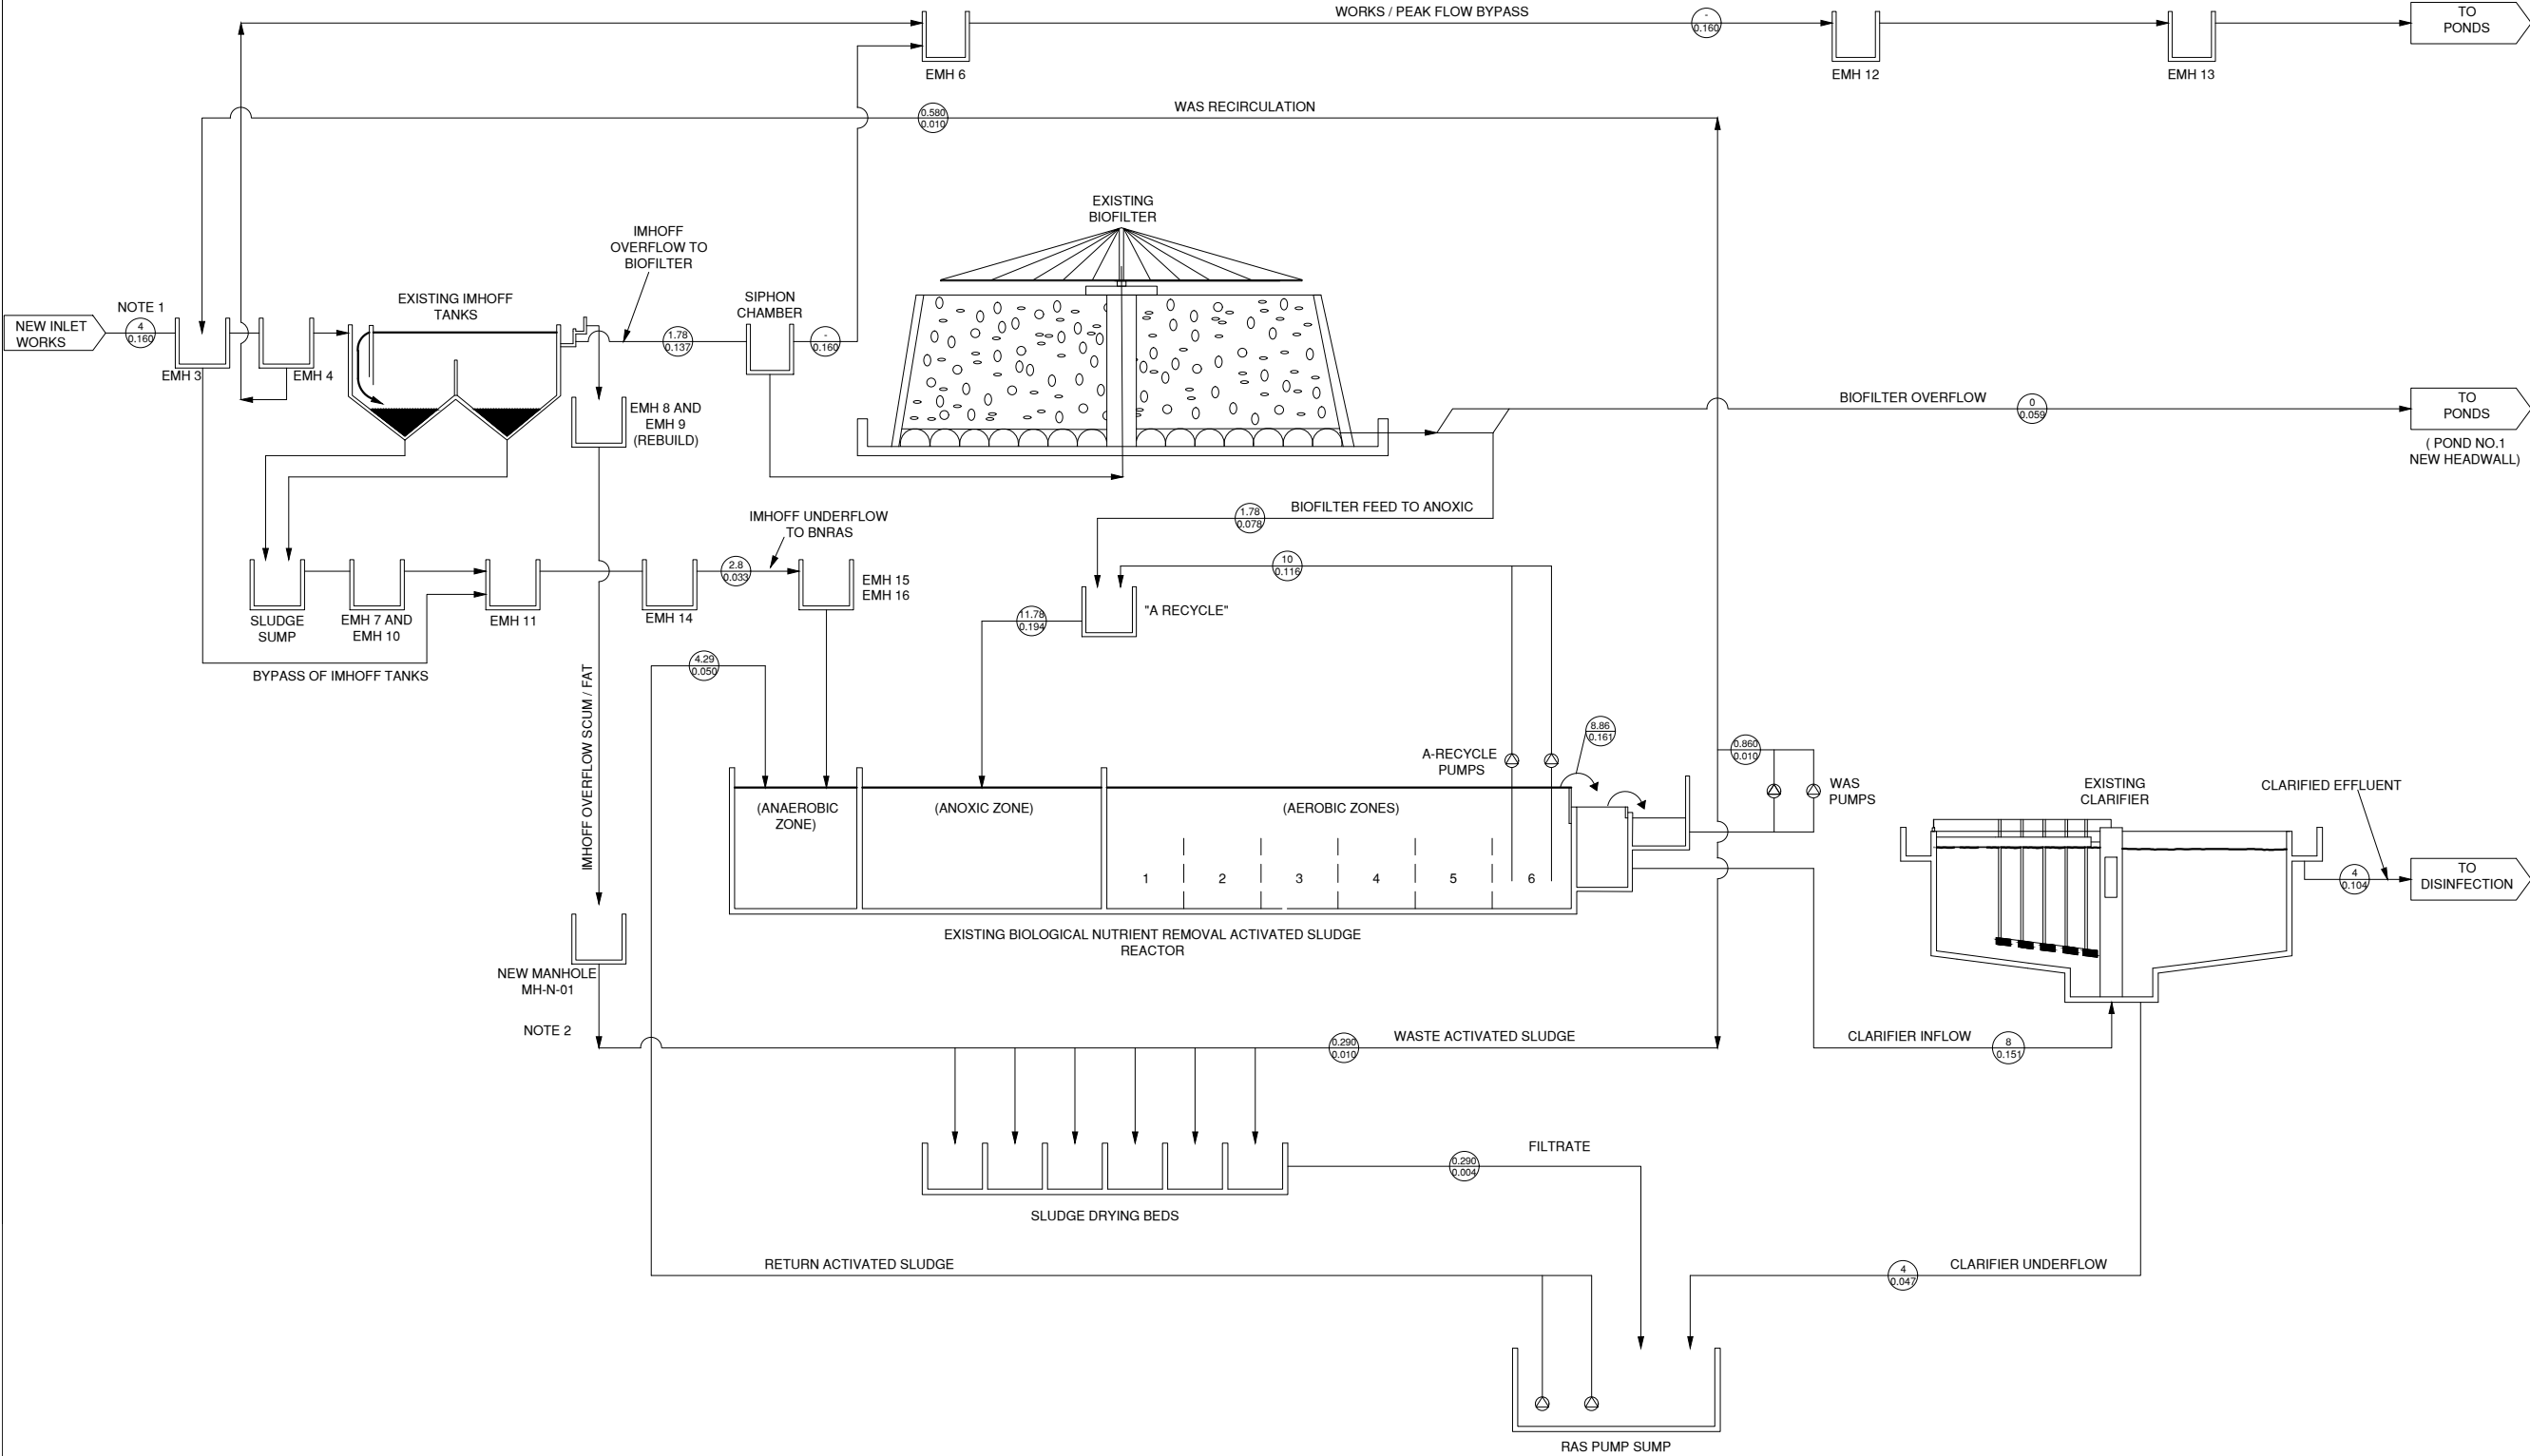 WORKS / PEAK FLOW BYPASS
-
0.160
TO
PONDS
EMH 6
EMH 12
EMH 13
WAS RECIRCULATION
0.580
0.010
EXISTING
BIOFILTER
IMHOFF
OVERFLOW TO
BIOFILTER
NOTE 1
EXISTING IMHOFF
TANKS
SIPHON
CHAMBER
NEW INLET
WORKS
4
0.160
1.78
0.137
-
0.160
EMH 3
EMH 4
EMH 8 AND
EMH 9
(REBUILD)
BIOFILTER OVERFLOW
0
0.059
TO
PONDS
( POND NO.1
NEW HEADWALL)
BIOFILTER FEED TO ANOXIC
1.78
0.078
IMHOFF UNDERFLOW
TO BNRAS
2.8
0.033
10
0.116
EMH 15
EMH 16
SLUDGE
SUMP
EMH 7 AND
EMH 10
EMH 11
EMH 14
"A RECYCLE"
11.78
0.194
BYPASS OF IMHOFF TANKS
4.29
0.050
IMHOFF OVERFLOW SCUM / FAT
8.86
0.161
A-RECYCLE
PUMPS
0.860
0.010
WAS
PUMPS
EXISTING
CLARIFIER
CLARIFIED EFFLUENT
(ANAEROBIC
ZONE)
(ANOXIC ZONE)
(AEROBIC ZONES)
1
2
3
4
5
6
4
0.104
TO
DISINFECTION
EXISTING BIOLOGICAL NUTRIENT REMOVAL ACTIVATED SLUDGE
REACTOR
NEW MANHOLE
MH-N-01
NOTE 2
0.290
0.010
WASTE ACTIVATED SLUDGE
CLARIFIER INFLOW
8
0.151
FILTRATE
0.290
0.004
SLUDGE DRYING BEDS
RETURN ACTIVATED SLUDGE
4
0.047
CLARIFIER UNDERFLOW
RAS PUMP SUMP